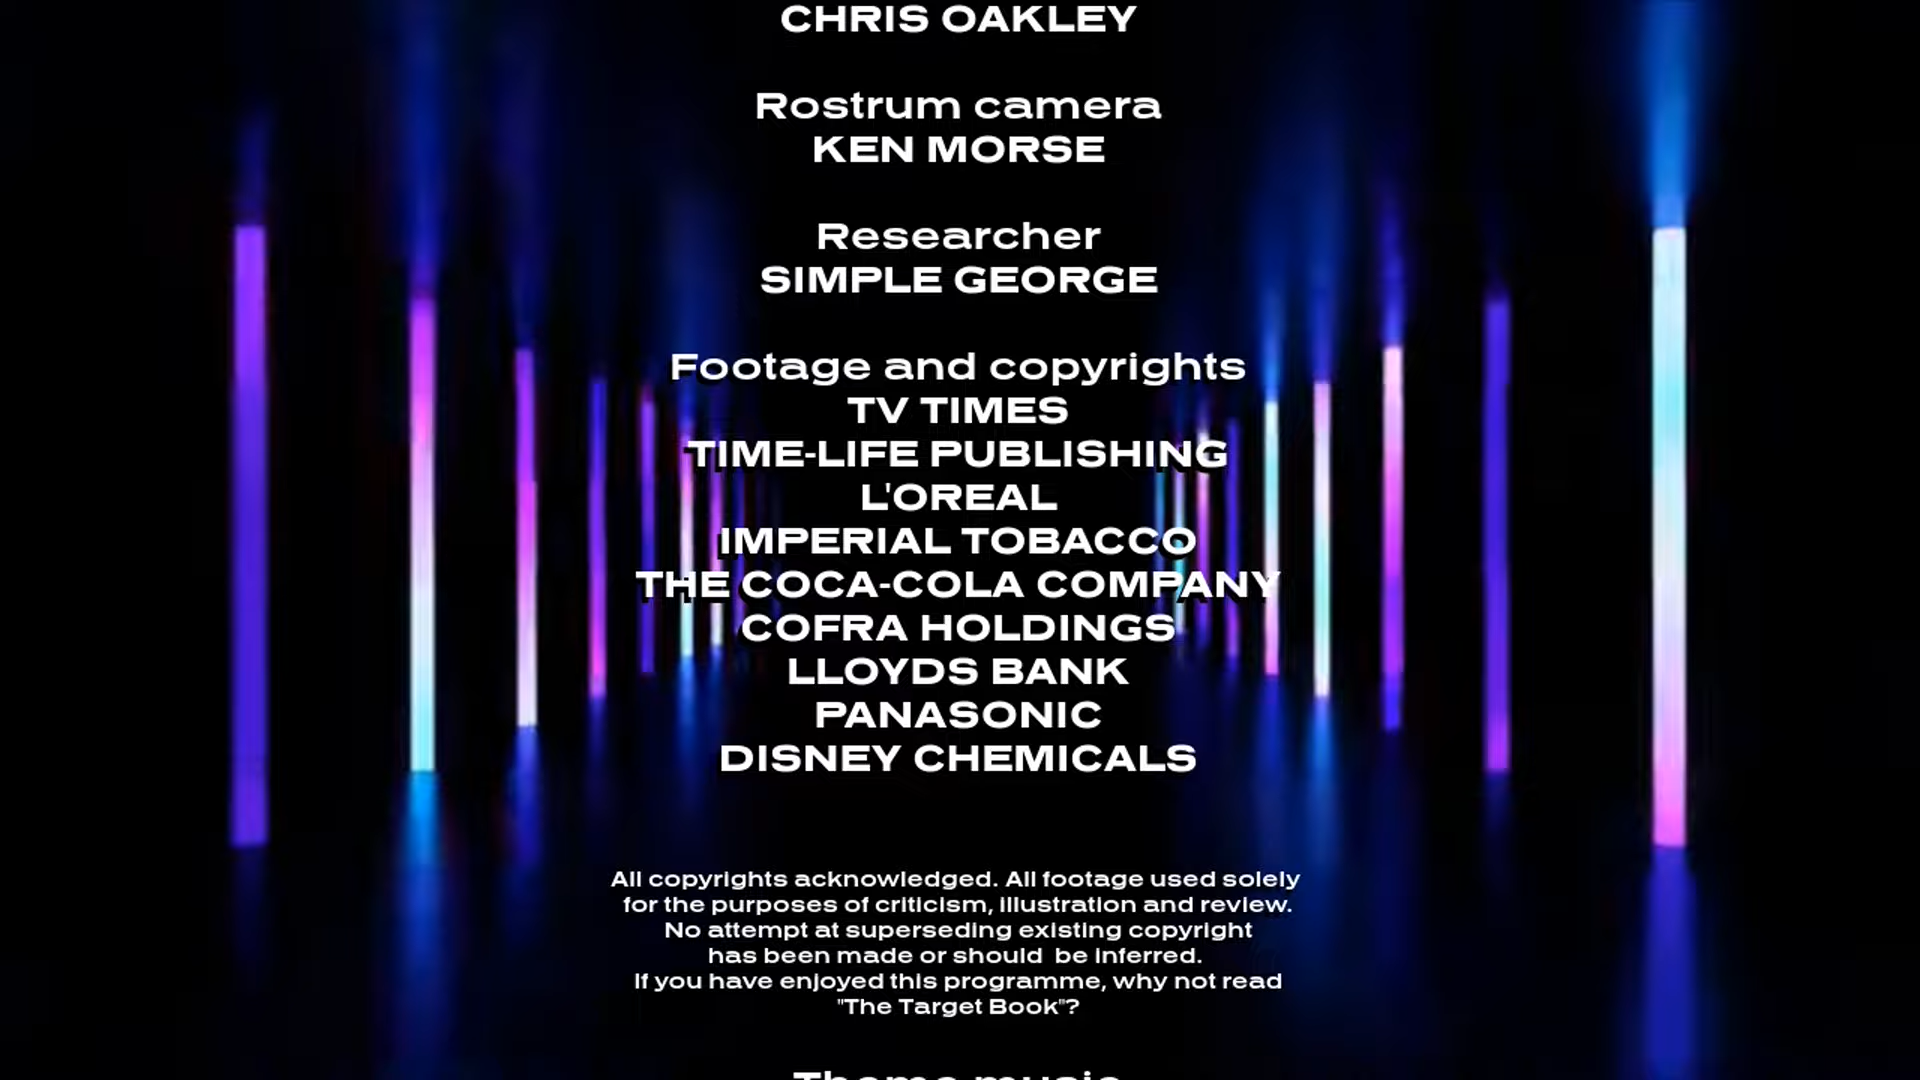 CHRIS OAKLEY
Rostrum camera
KEN MORSE
Researcher
SIMPLE GEORGE
Footage and copyrights
TV TIMES
TIME-LIFE PUBLISHING
L'OREAL
IMPERIAL TOBACCO
THE COCA-COLA COMPANY
COFRA HOLDINGS
LLOYDS BANK
PANASONIC
DISNEY CHEMICALS
All copyrights acknowledged. All footage used solely
for the purposes of criticism, illustration and review.
No attempt at superseding existing copyright
has been made or should  be inferred.
If you have enjoyed this programme, why not read
"The Target Book"?
Theme music